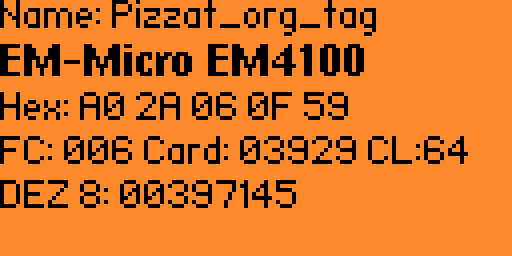 Name: Pizzat_org_tag
EM-Micro EM4100
Hex: A0 2A 06 0F 59
FC: 006 Card: 03929 CL:64
DEZ 8: 00397145